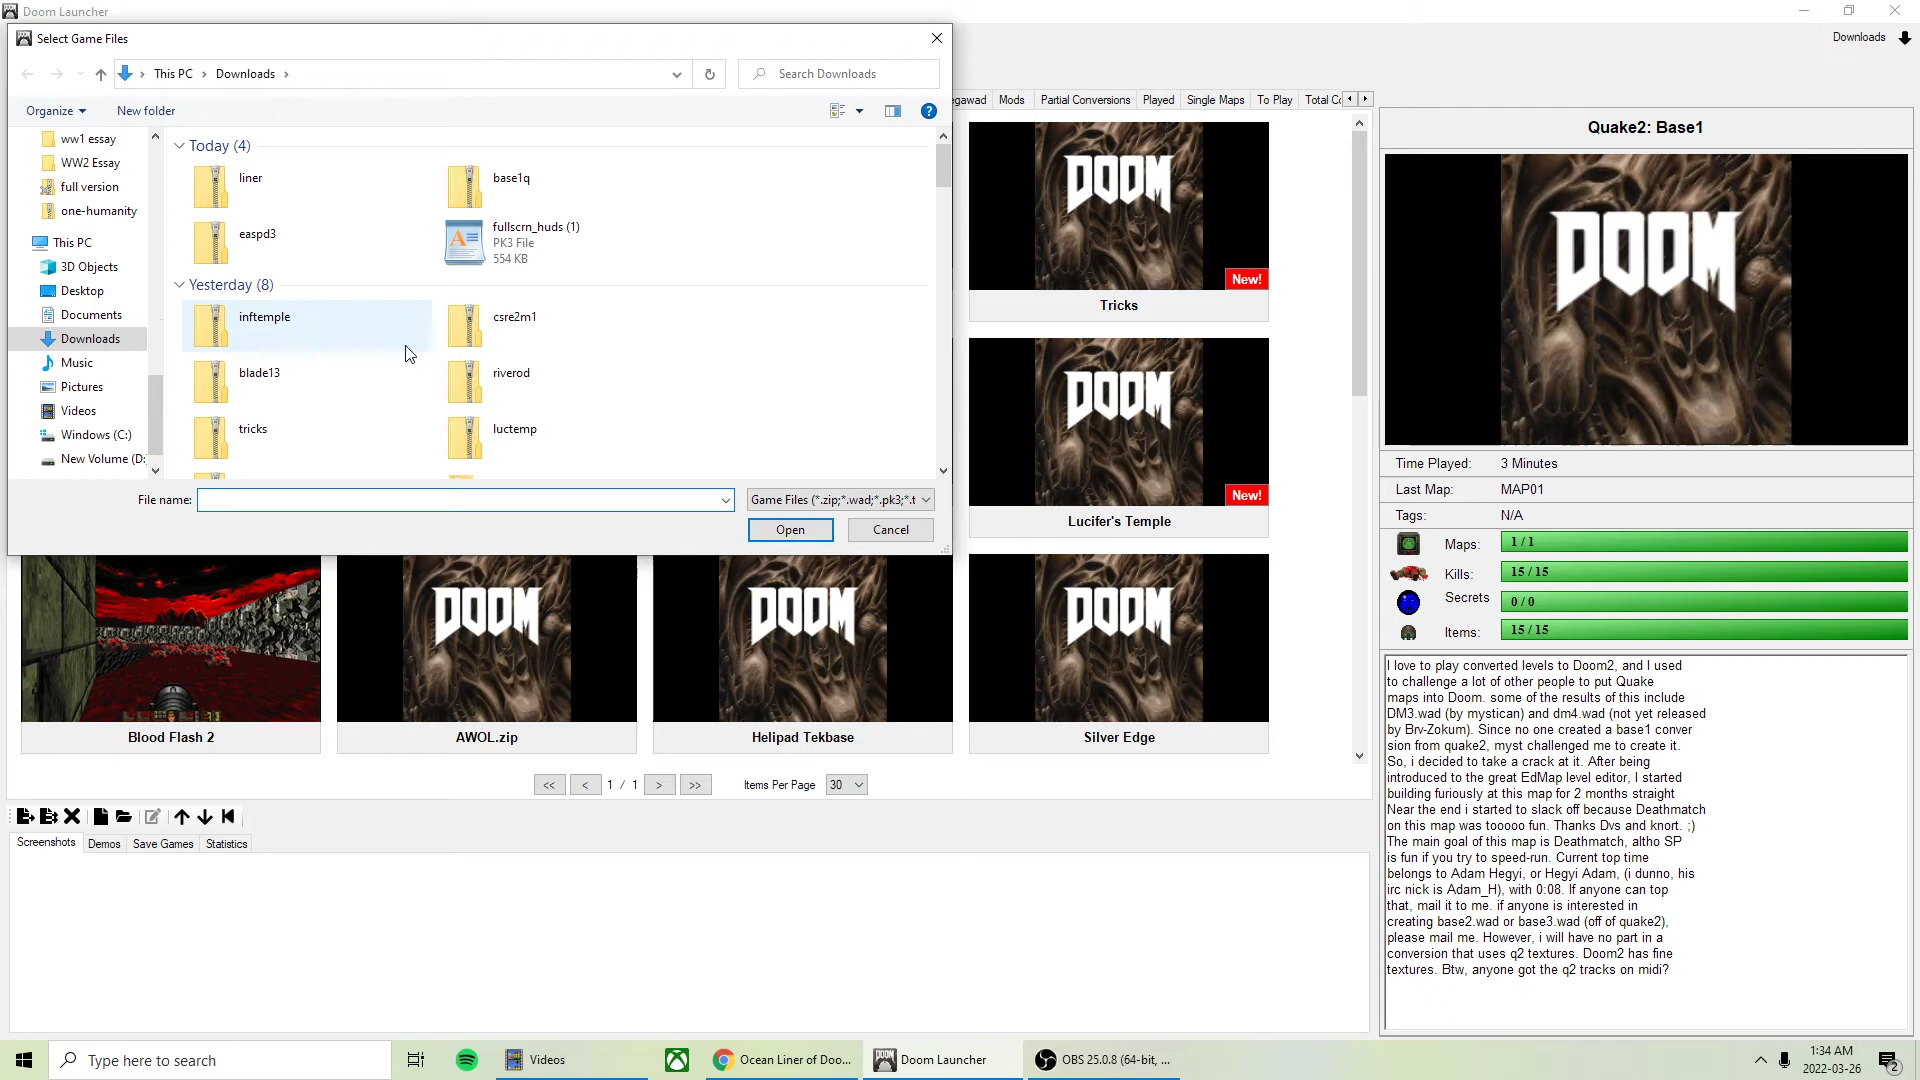 Doom Launcher
Select Game Files
This PC
Downloads
Search Downloads
Downloads
Organize
New folder
egawad
Mods
Partial Conversions
Played
Single Maps
To Play
Total Co
ww1 essay
WW2 Essay
full version
one-humanity
This PC
3D Objects
Desktop
Documents
Downloads
Music
Pictures
Videos
Windows (C:)
New Volume (D:
Today (4)
liner
base1q
easpd3
fullscrn_huds (1)
PK3 File
554 KB
Yesterday (8)
inftemple
csre2m1
blade13
riverod
tricks
luctemp
File name:
Game Files (*.zip;*.wad;*.pk3;*.t
Open
Cancel
DOOM
New!
Tricks
DOOM
New!
Lucifer's Temple
Blood Flash 2
DOOM
AWOL.zip
DOOM
Helipad Tekbase
DOOM
Silver Edge
<<
<
1 / 1
>
>>
Items Per Page
30
Screenshots
Demos
Save Games
Statistics
Quake2: Base1
DOOM
Time Played: 3 Minutes
Last Map: MAP01
Tags: N/A
Maps: 1 / 1
Kills: 15 / 15
Secrets 0 / 0
Items: 15 / 15
I love to play converted levels to Doom2, and I used
to challenge a lot of other people to put Quake
maps into Doom. some of the results of this include
DM3.wad (by mystican) and dm4.wad (not yet released
by Brv-Zokum). Since no one created a base1 conver
sion from quake2, myst challenged me to create it.
So, i decided to take a crack at it. After being
introduced to the great EdMap level editor, I started
building furiously at this map for 2 months straight
Near the end i started to slack off because Deathmatch
on this map was tooooo fun. Thanks Dvs and knort. ;)
The main goal of this map is Deathmatch, altho SP
is fun if you try to speed-run. Current top time
belongs to Adam Hegyi, or Hegyi Adam, (i dunno, his
irc nick is Adam_H), with 0:08. If anyone can top
that, mail it to me. if anyone is interested in
creating base2.wad or base3.wad (off of quake2),
please mail me. However, i will have no part in a
conversion that uses q2 textures. Doom2 has fine
textures. Btw, anyone got the q2 tracks on midi?
Type here to search
Videos
Ocean Liner of Doo...
DOOM
Doom Launcher
OBS 25.0.8 (64-bit, ...
1:34 AM
2022-03-26
2